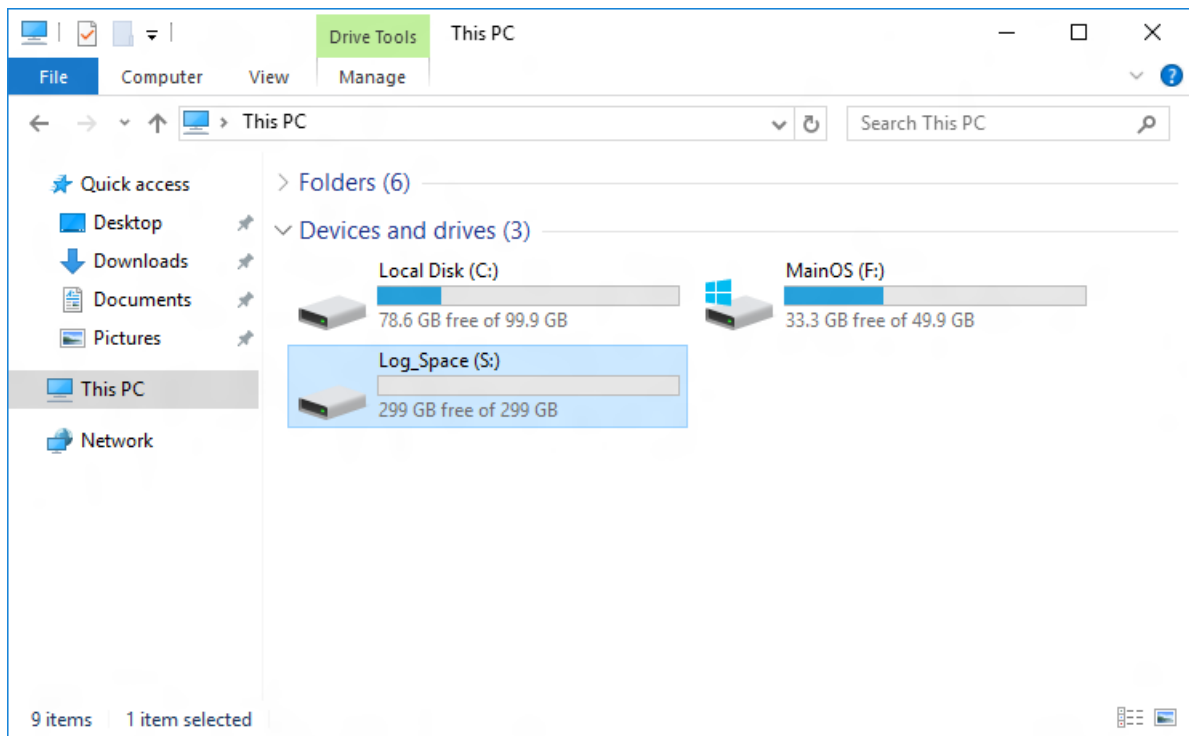 Drive Tools
This PC
File
Computer
View
Manage
This PC
Search This PC
Quick access
Desktop
Downloads
Documents
Pictures
This PC
Network
Folders (6)
Devices and drives (3)
Local Disk (C:)
78.6 GB free of 99.9 GB
MainOS (F:)
33.3 GB free of 49.9 GB
Log_Space (S:)
299 GB free of 299 GB
9 items
1 item selected